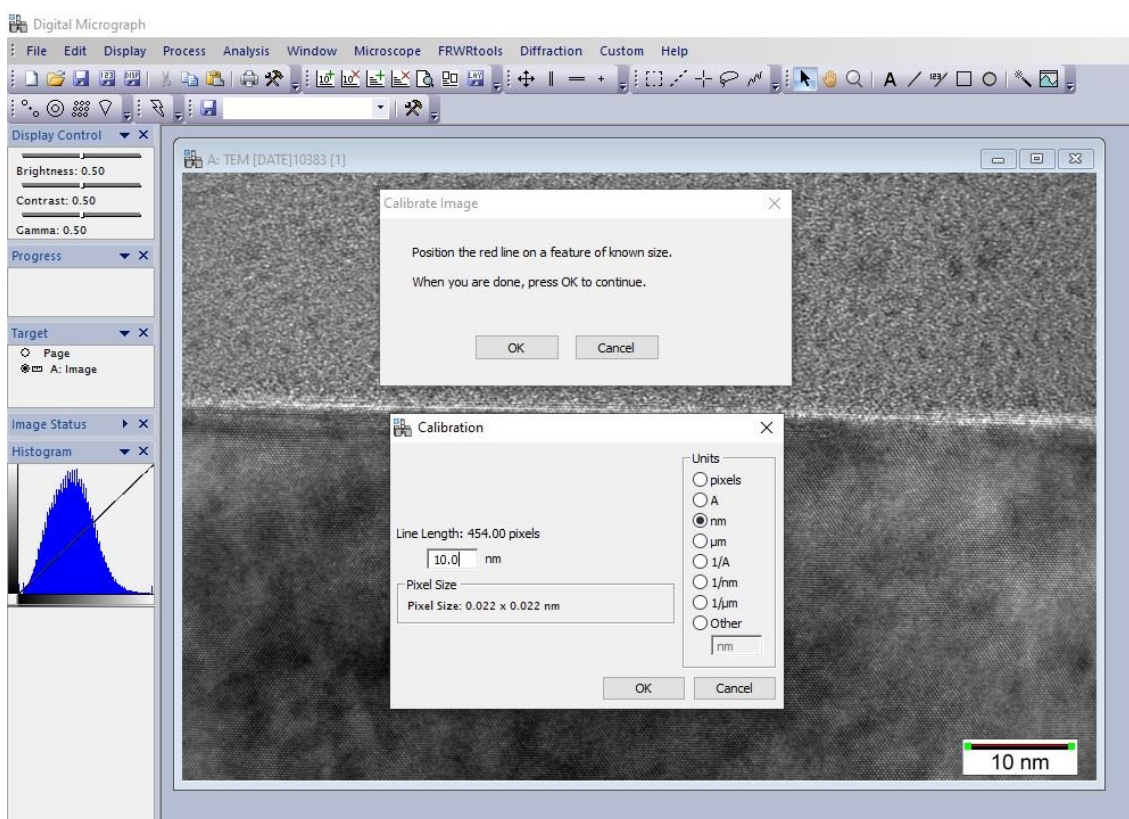 Digital Micrograph
File Edit Display Process Analysis Window Microscope FRWRtools Diffraction Custom Help
Display Control
Brightness: 0.50
Contrast: 0.50
Gamma: 0.50
Progress
Target
Page
A: Image
Image Status
Histogram
A: TEM [DATE]10383 [1]
Calibrate Image
Position the red line on a feature of known size.
When you are done, press OK to continue.
OK Cancel
Calibration
Line Length: 454.00 pixels
10.0 nm
Pixel Size
Pixel Size: 0.022 x 0.022 nm
Units
pixels
A
nm
µm
1/A
1/nm
1/µm
Other
nm
OK Cancel
10 nm